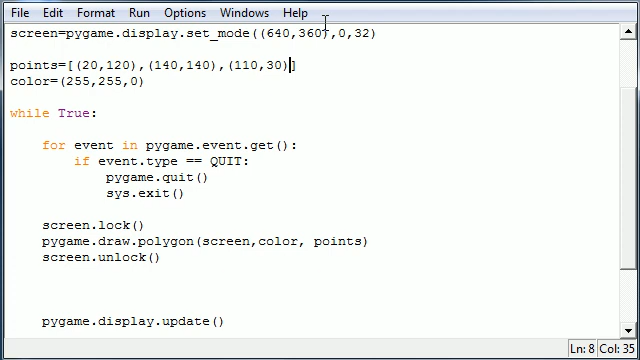 File Edit Format Run Options Windows Help
screen=pygame.display.set_mode((640,360),0,32)
points=[(20,120),(140,140),(110,30)]
color=(255,255,0)
while True:
for event in pygame.event.get():
if event.type == QUIT:
pygame.quit()
sys.exit()
screen.lock()
pygame.draw.polygon(screen,color, points)
screen.unlock()
pygame.display.update()
Ln: 8 Col: 35